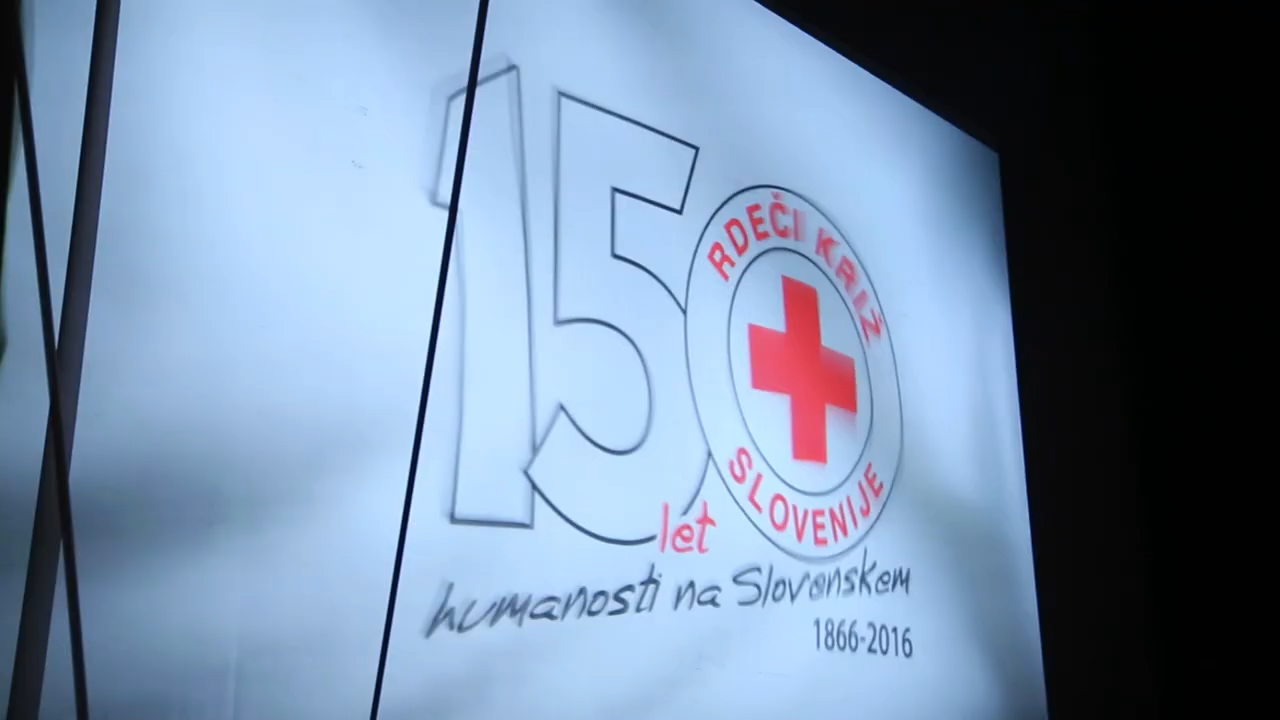 150
RDEČI KRIŽ
SLOVENIJE
let
humanosti na Slovenskem
1866-2016